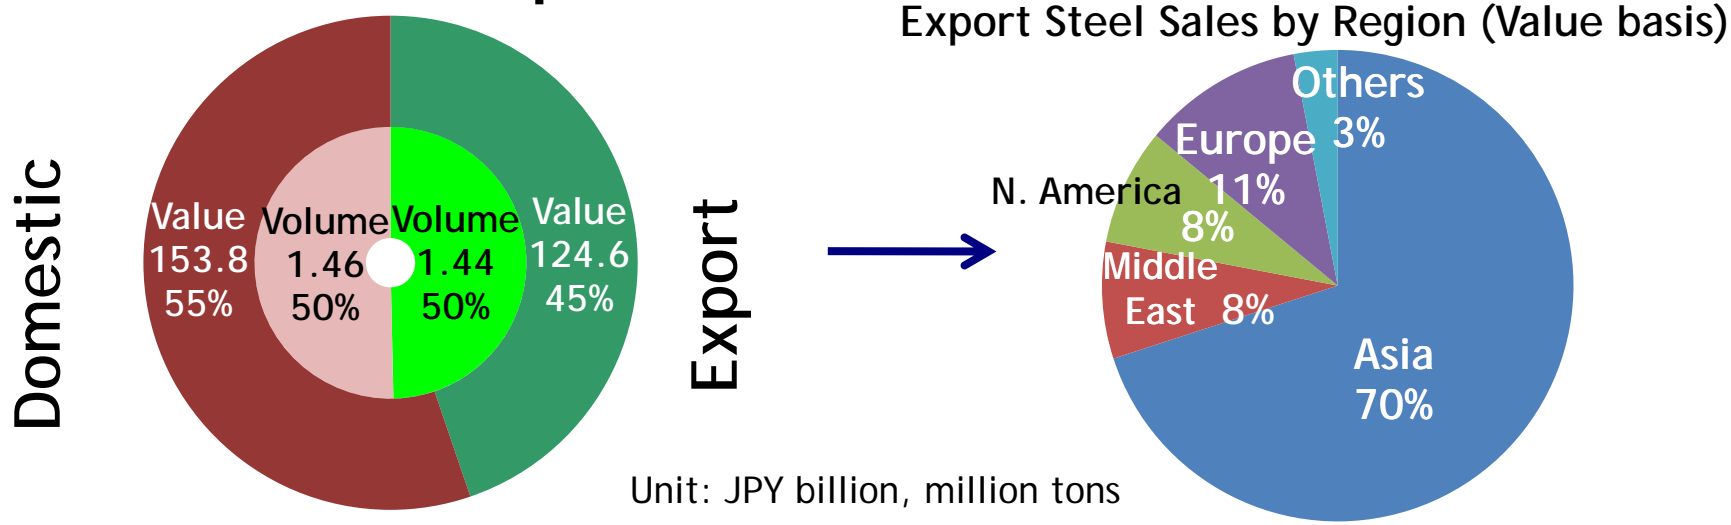 Export Steel Sales by Region (Value basis)
Domestic
Value
153.8
55%
Volume
1.46
50%
Volume
1.44
50%
Value
124.6
45%
Export
Others
3%
Europe
11%
N. America
8%
Middle
East 8%
Asia
70%
Unit: JPY billion, million tons